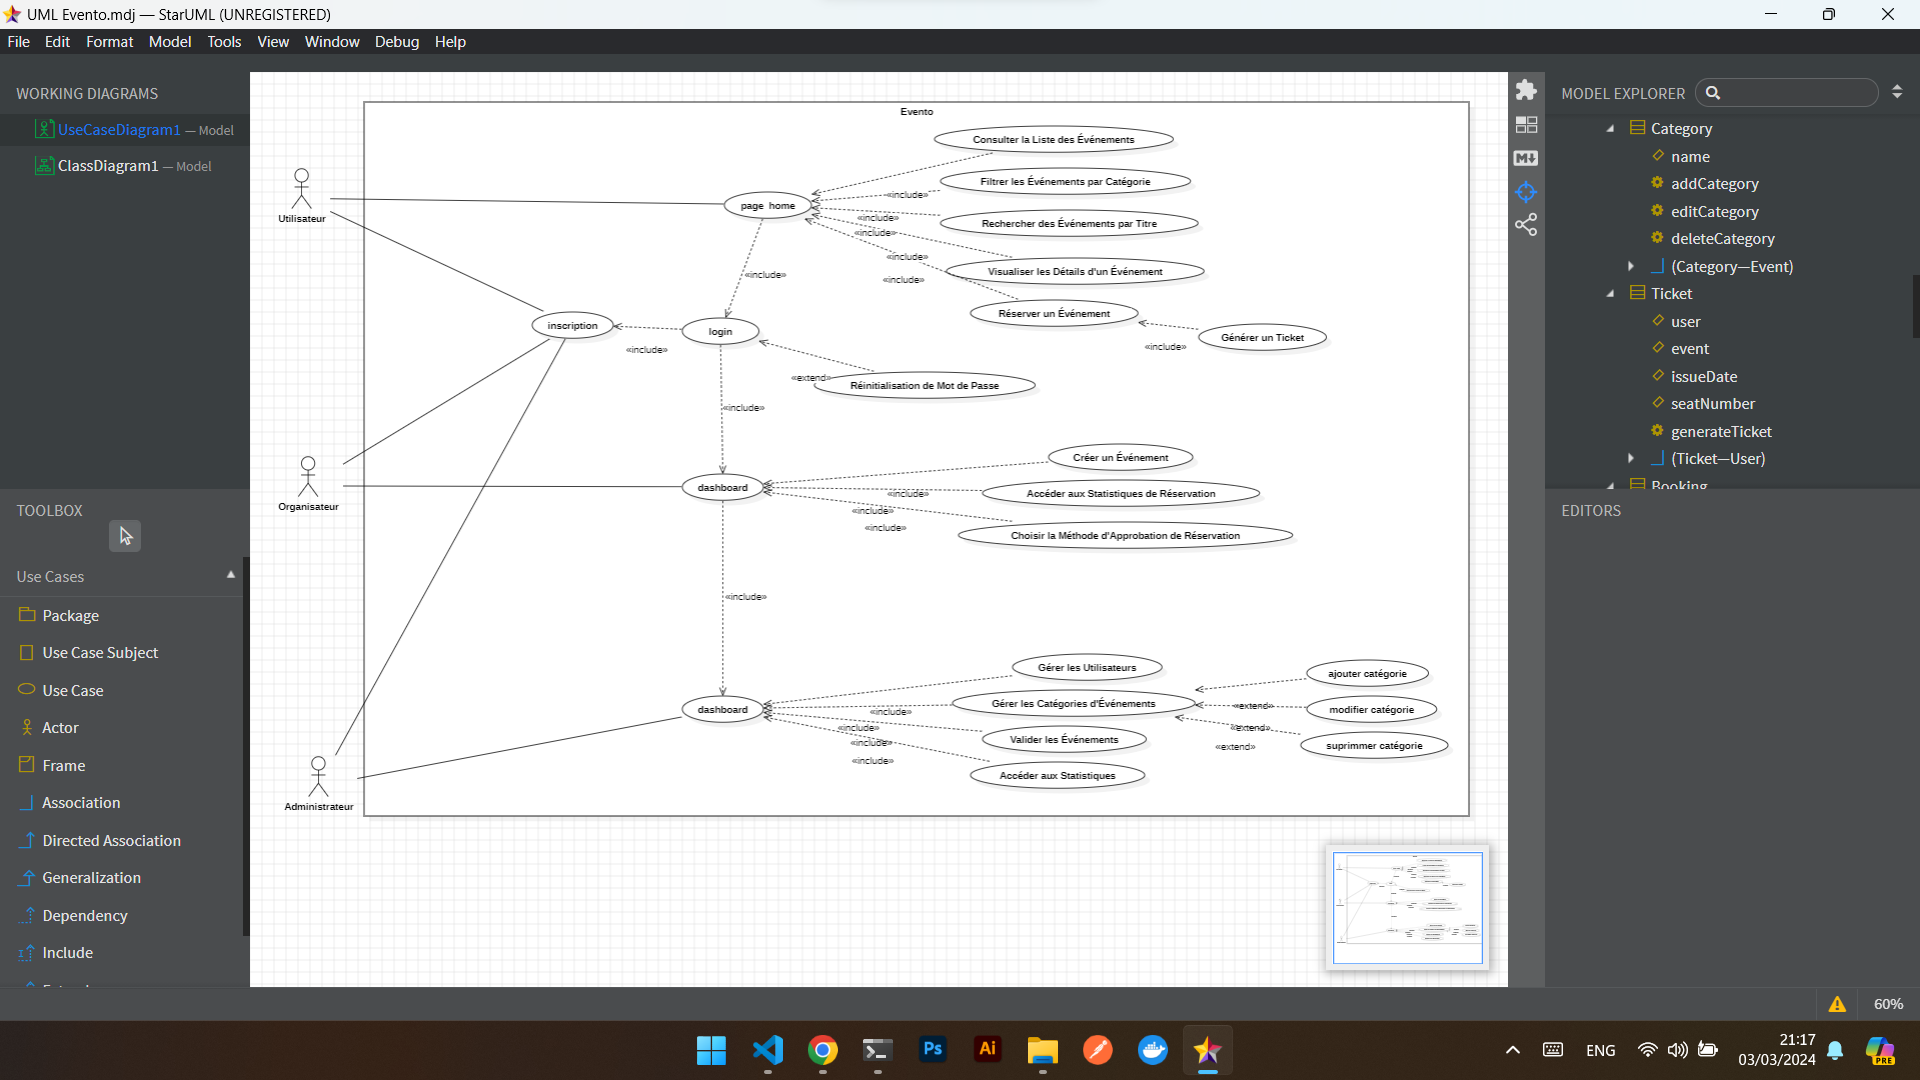 UML Evento.mdj — StarUML (UNREGISTERED)
File Edit Format Model Tools View Window Debug Help
WORKING DIAGRAMS
UseCaseDiagram1 — Model
ClassDiagram1 — Model
TOOLBOX
Use Cases
Package
Use Case Subject
Use Case
Actor
Frame
Association
Directed Association
Generalization
Dependency
Include
Evento
Utilisateur
Organisateur
Administrateur
Consulter la Liste des Événements
Filtrer les Événements par Catégorie
page home
«include»
Rechercher des Événements par Titre
«include»
«include»
«include»
Visualiser les Détails d'un Événement
«include»
«include»
Réserver un Événement
inscription
login
Générer un Ticket
«include»
«include»
«extend»
Réinitialisation de Mot de Passe
«include»
Créer un Événement
dashboard
«include»
Accéder aux Statistiques de Réservation
«include»
«include»
Choisir la Méthode d'Approbation de Réservation
«include»
Gérer les Utilisateurs
ajouter catégorie
Gérer les Catégories d'Événements
«extend»
modifier catégorie
dashboard
«include»
«include»
«extend»
Valider les Événements
«include»
«extend»
suprimmer catégorie
«include»
Accéder aux Statistiques
MODEL EXPLORER
Category
name
addCategory
editCategory
deleteCategory
(Category—Event)
Ticket
user
event
issueDate
seatNumber
generateTicket
(Ticket—User)
Booking
EDITORS
60%
Ps
Ai
ENG
21:17
03/03/2024
PRE